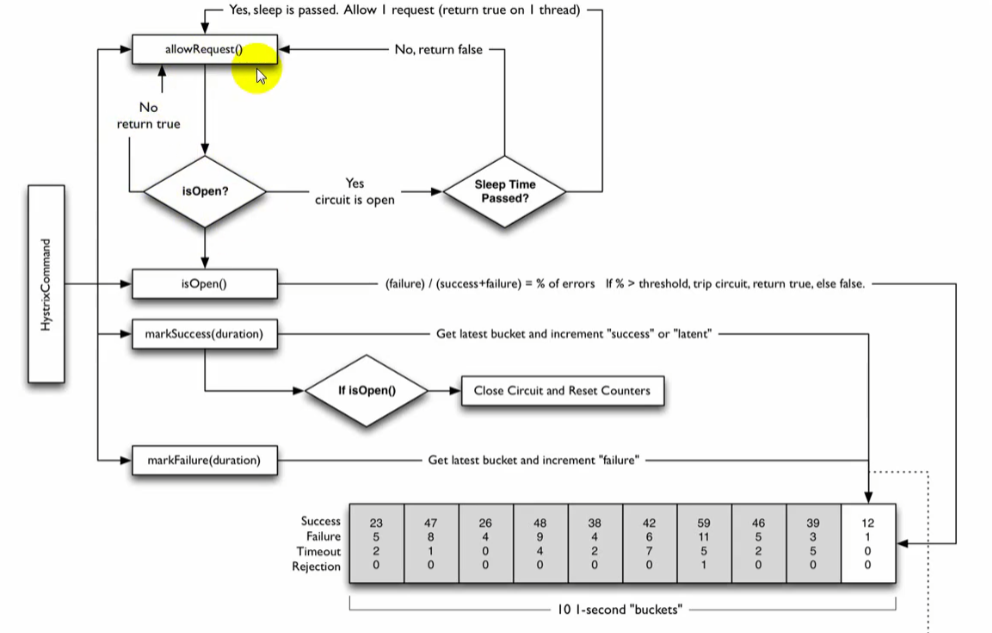 Yes, sleep is passed. Allow 1 request (return true on 1 thread)
allowRequest()
No, return false
No
return true
isOpen?
Yes
circuit is open
Sleep Time
Passed?
HystrixCommand
isOpen()
(failure) / (success+failure) = % of errors If % > threshold, trip circuit, return true, else false.
markSuccess(duration)
Get latest bucket and increment "success" or "latent"
If isOpen()
Close Circuit and Reset Counters
markFailure(duration)
Get latest bucket and increment "failure"
Success 23 47 26 48 38 42 59 46 39 12
Failure 5 8 4 9 4 6 11 5 3 1
Timeout 2 1 0 4 2 7 5 2 5 0
Rejection 0 0 0 0 0 0 1 0 0 0
10 1-second "buckets"